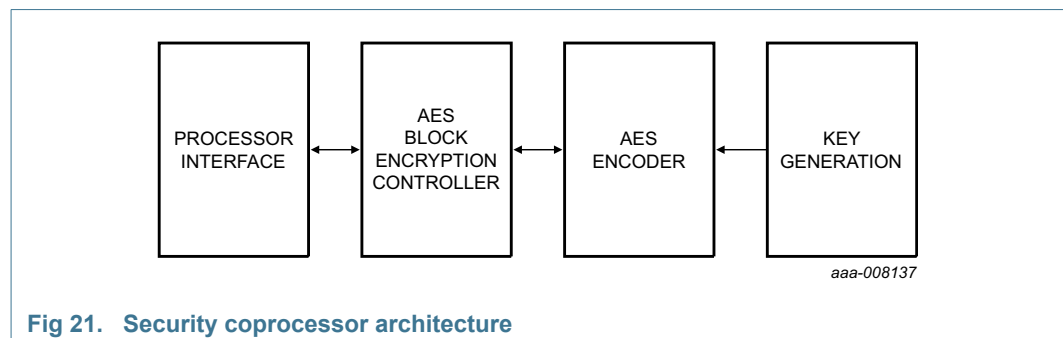 PROCESSOR
INTERFACE
AES
BLOCK
ENCRYPTION
CONTROLLER
AES
ENCODER
KEY
GENERATION
aaa-008137
Fig 21. Security coprocessor architecture